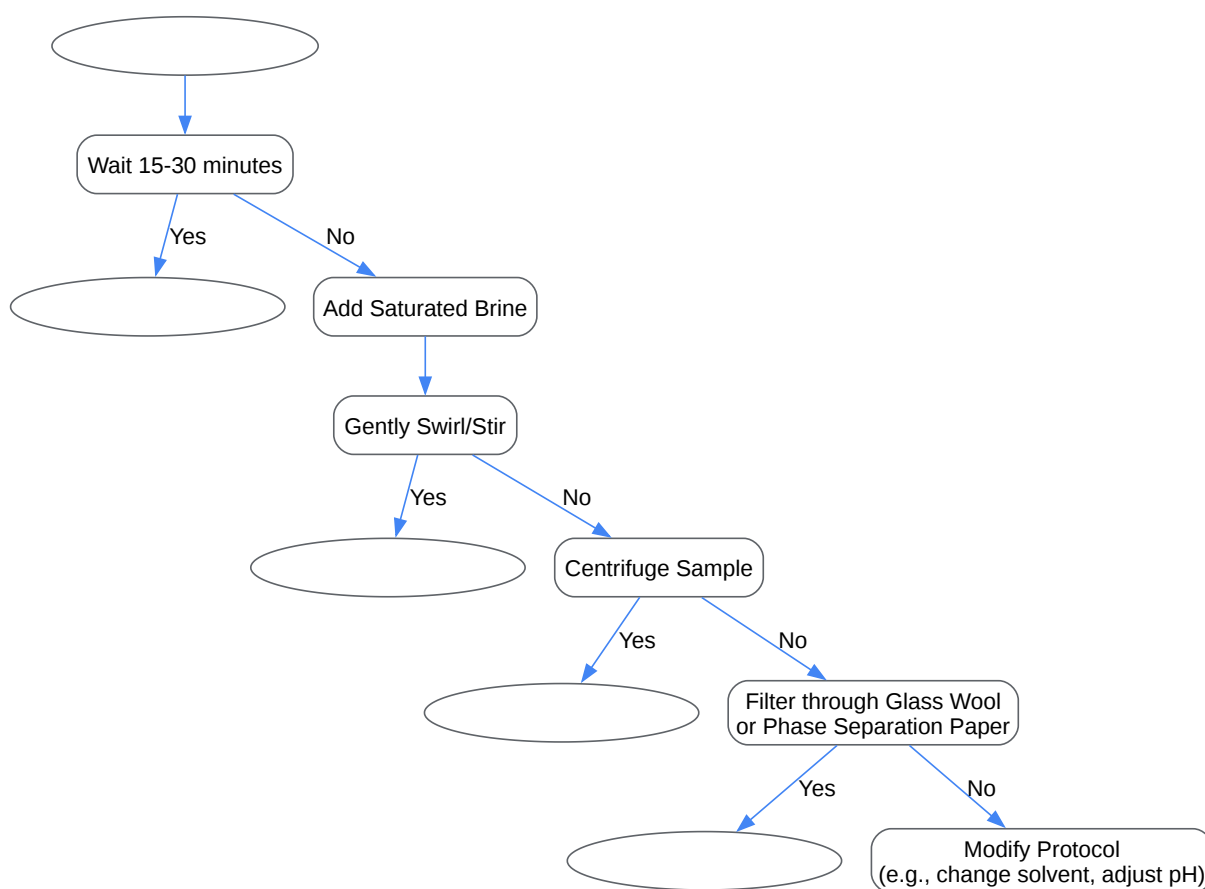 Wait 15-30 minutes
Yes
No
Add Saturated Brine
Gently Swirl/Stir
Yes
No
Centrifuge Sample
Yes
No
Filter through Glass Wool
or Phase Separation Paper
Yes
No
Modify Protocol
(e.g., change solvent, adjust pH)